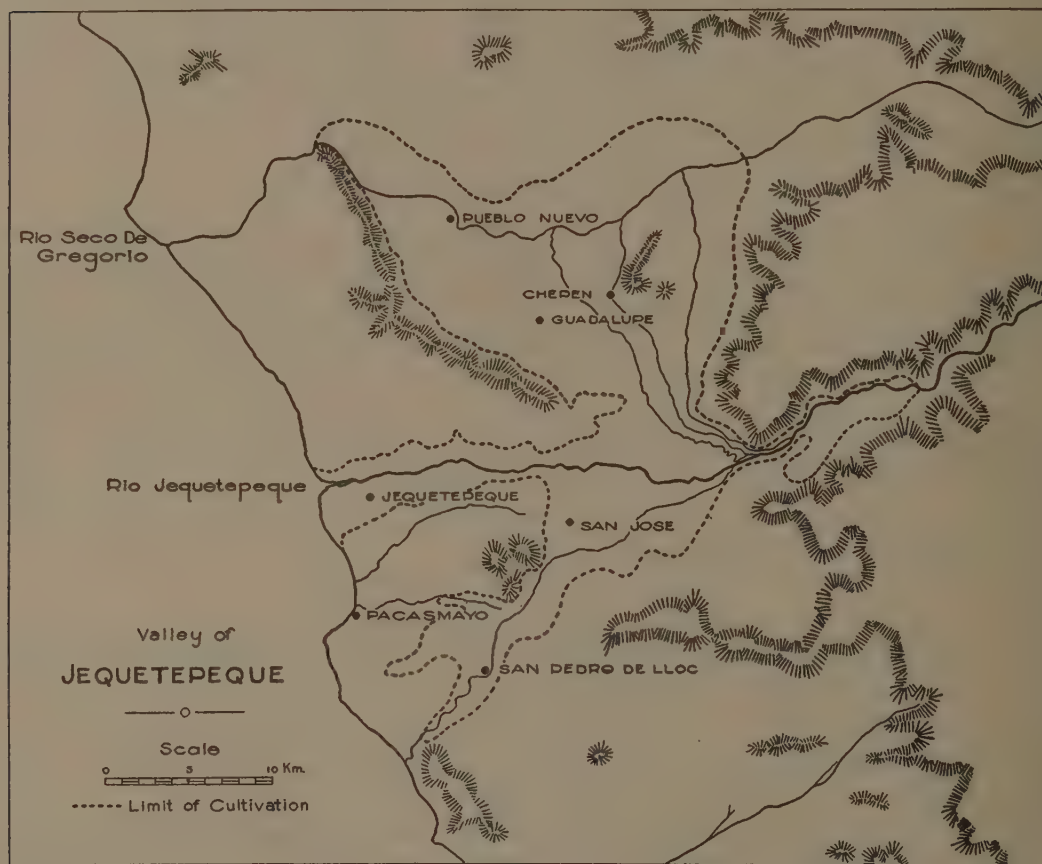 PUEBLO NUEVO
Rio Seco De
Gregorio
CHEPEN
GUADALUPE
Rio Jequetepeque
JEQUETEPEQUE
SAN JOSE
PACASMAYO
Valley of
JEQUETEPEQUE
SAN PEDRO DE LLOC
Scale
0 5 10 Km.
Limit of Cultivation